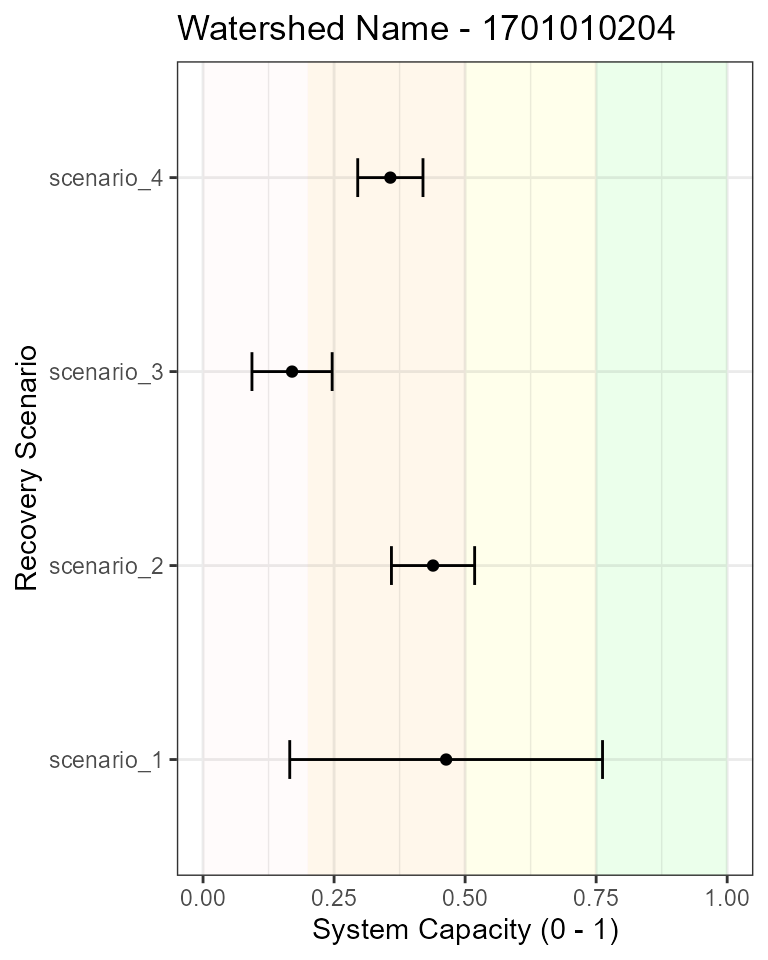 Watershed Name - 1701010204
scenario_4
scenario_3
scenario_2
scenario_1
Recovery Scenario
0.00 0.25 0.50 0.75 1.00
System Capacity (0 - 1)